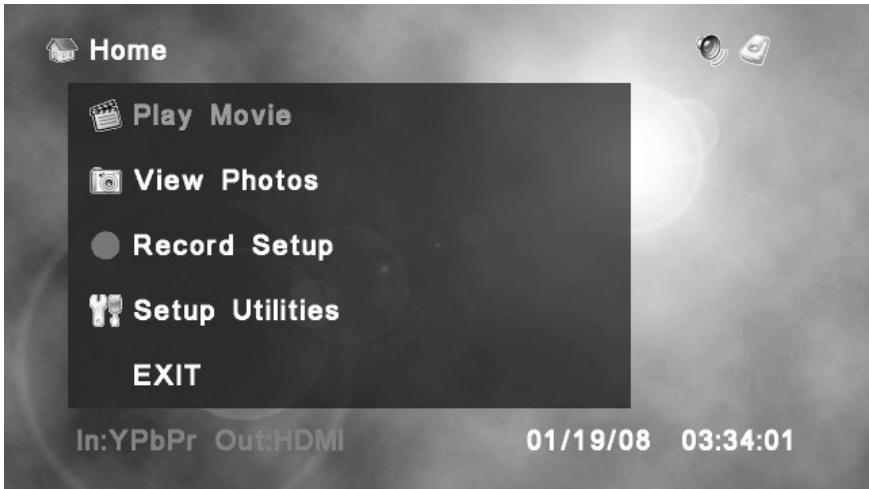 Home
Play Movie
View Photos
Record Setup
Setup Utilities
EXIT
In:YPbPr Out:HDMI 01/19/08 03:34:01